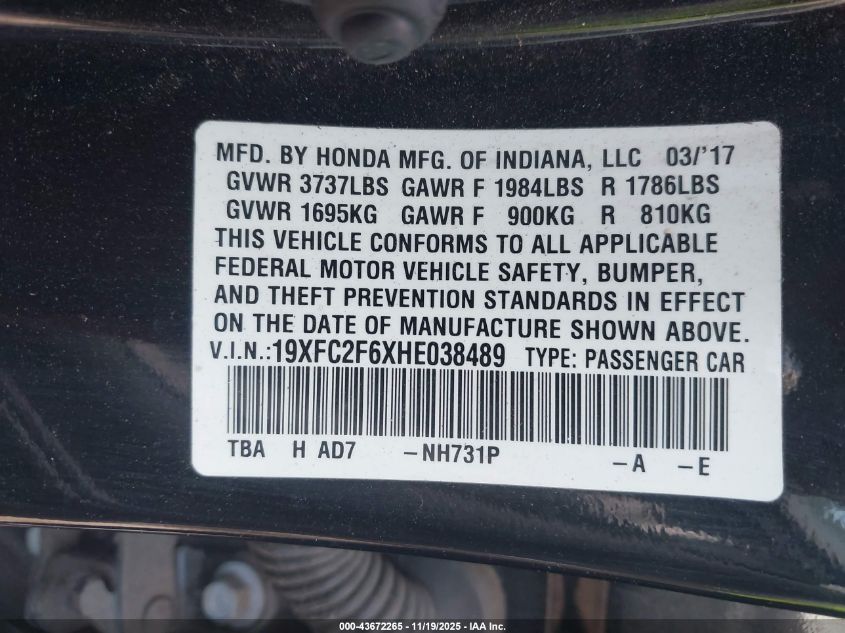 MFD. BY HONDA MFG. OF INDIANA, LLC 03/'17
GVWR 3737LBS GAWR F 1984LBS R 1786LBS
GVWR 1695KG GAWR F 900KG R 810KG
THIS VEHICLE CONFORMS TO ALL APPLICABLE
FEDERAL MOTOR VEHICLE SAFETY, BUMPER,
AND THEFT PREVENTION STANDARDS IN EFFECT
ON THE DATE OF MANUFACTURE SHOWN ABOVE.
V.I.N.:19XFC2F6XHE038489 TYPE: PASSENGER CAR
TBA H AD7 –NH731P –A –E
000-43672265 - 11/19/2025 - IAA Inc.